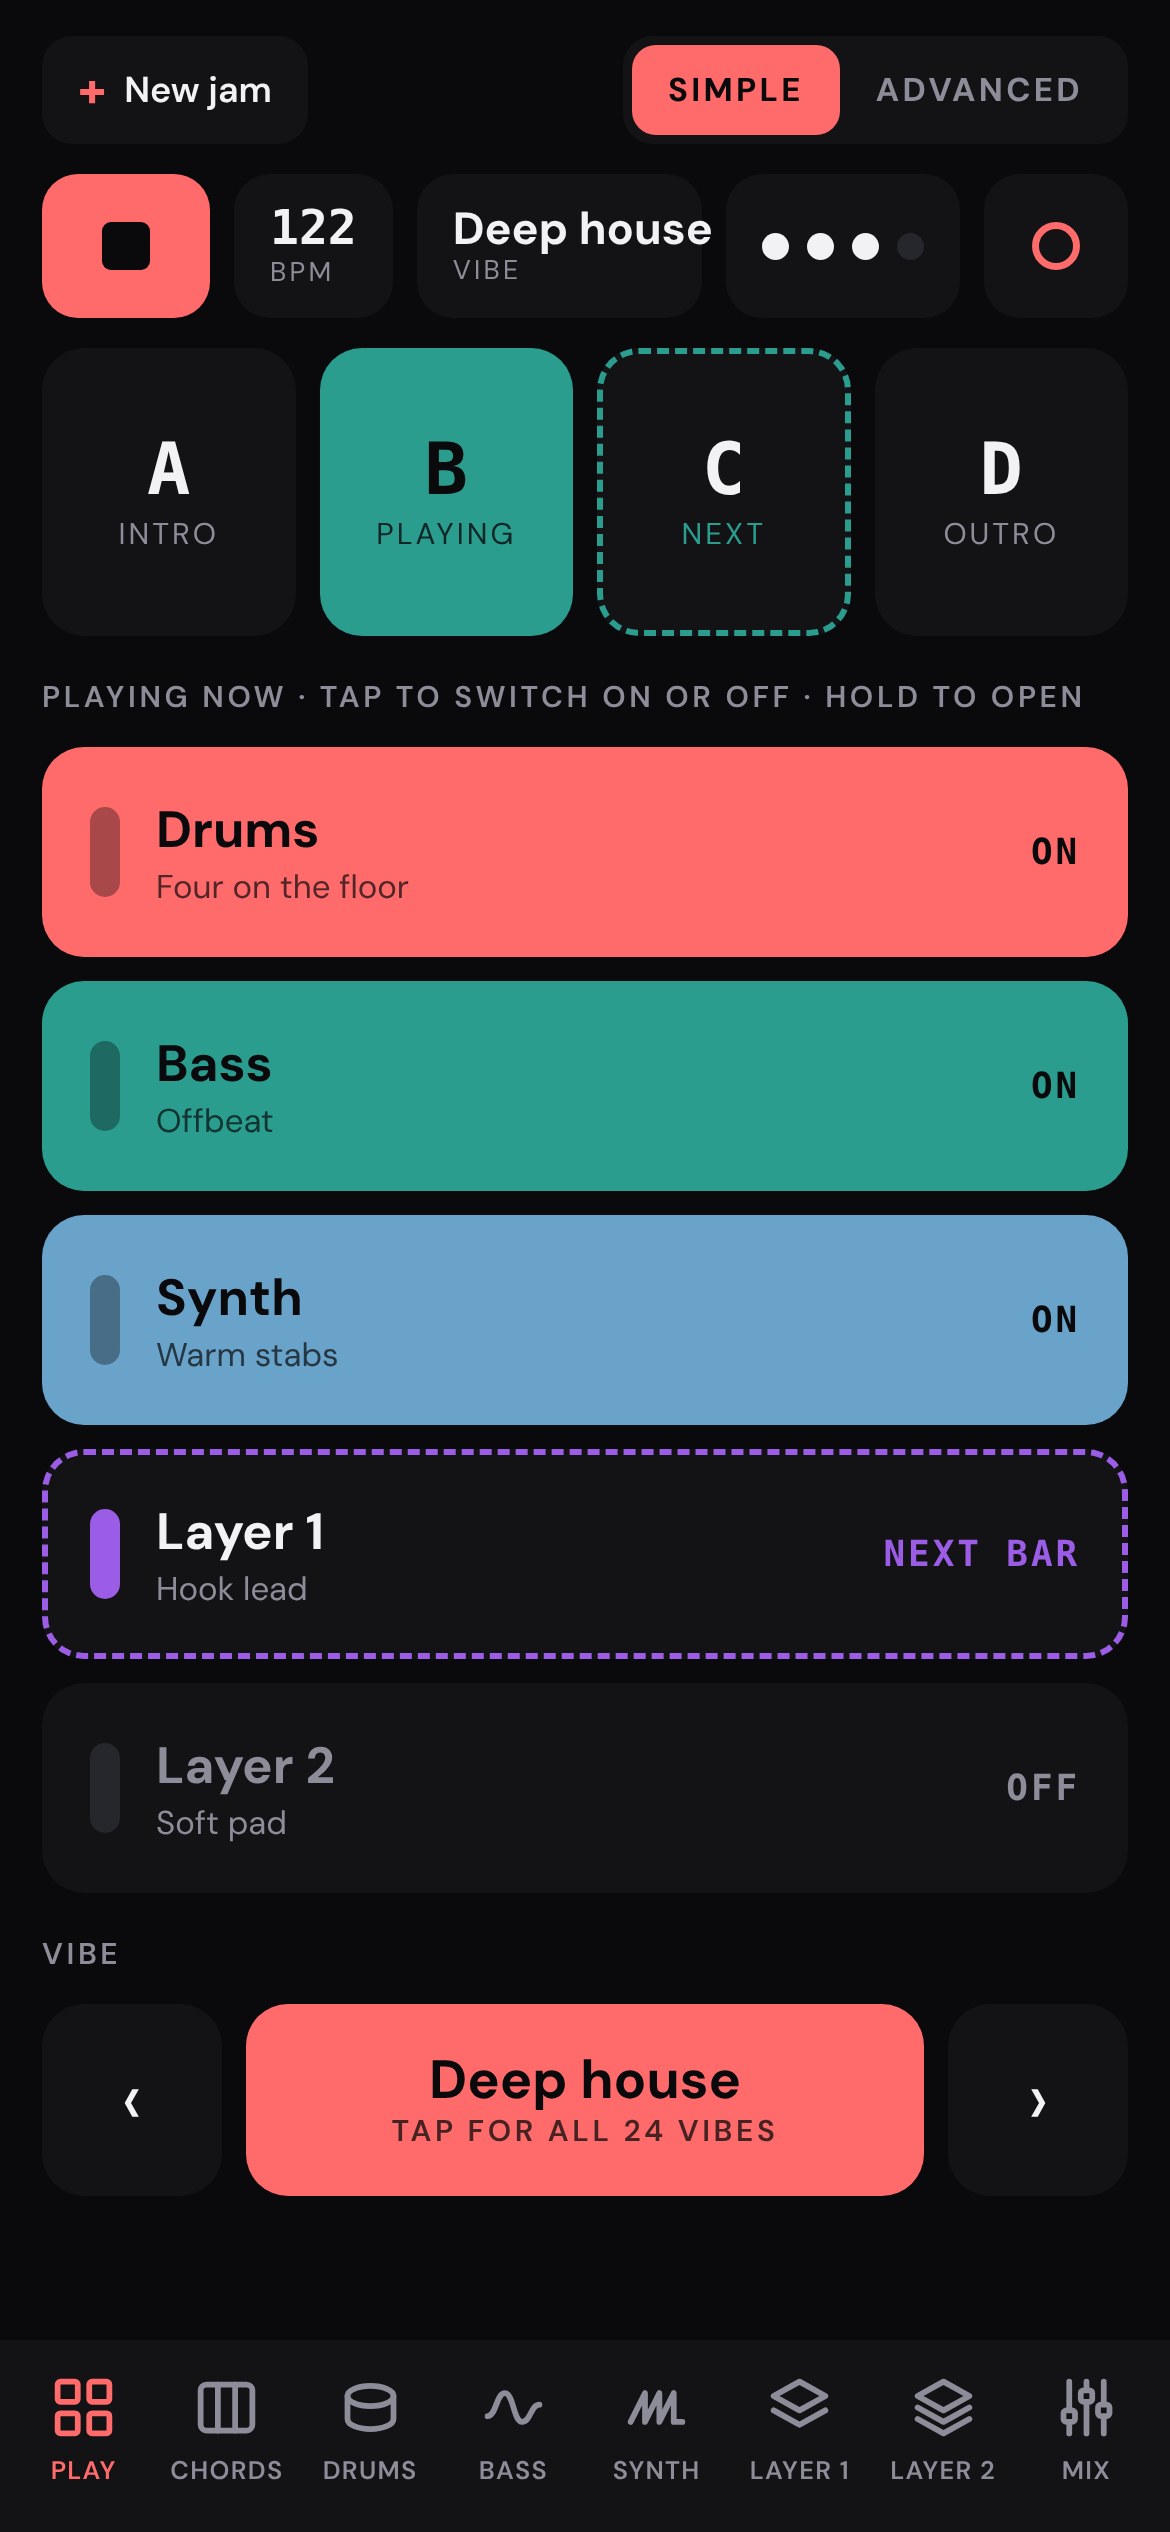 + New jam
SIMPLE
ADVANCED
122
BPM
Deep house
VIBE
A
INTRO
B
PLAYING
C
NEXT
D
OUTRO
PLAYING NOW · TAP TO SWITCH ON OR OFF · HOLD TO OPEN
Drums
Four on the floor
ON
Bass
Offbeat
ON
Synth
Warm stabs
ON
Layer 1
Hook lead
NEXT BAR
Layer 2
Soft pad
OFF
VIBE
‹
Deep house
TAP FOR ALL 24 VIBES
›
PLAY
CHORDS
DRUMS
BASS
SYNTH
LAYER 1
LAYER 2
MIX